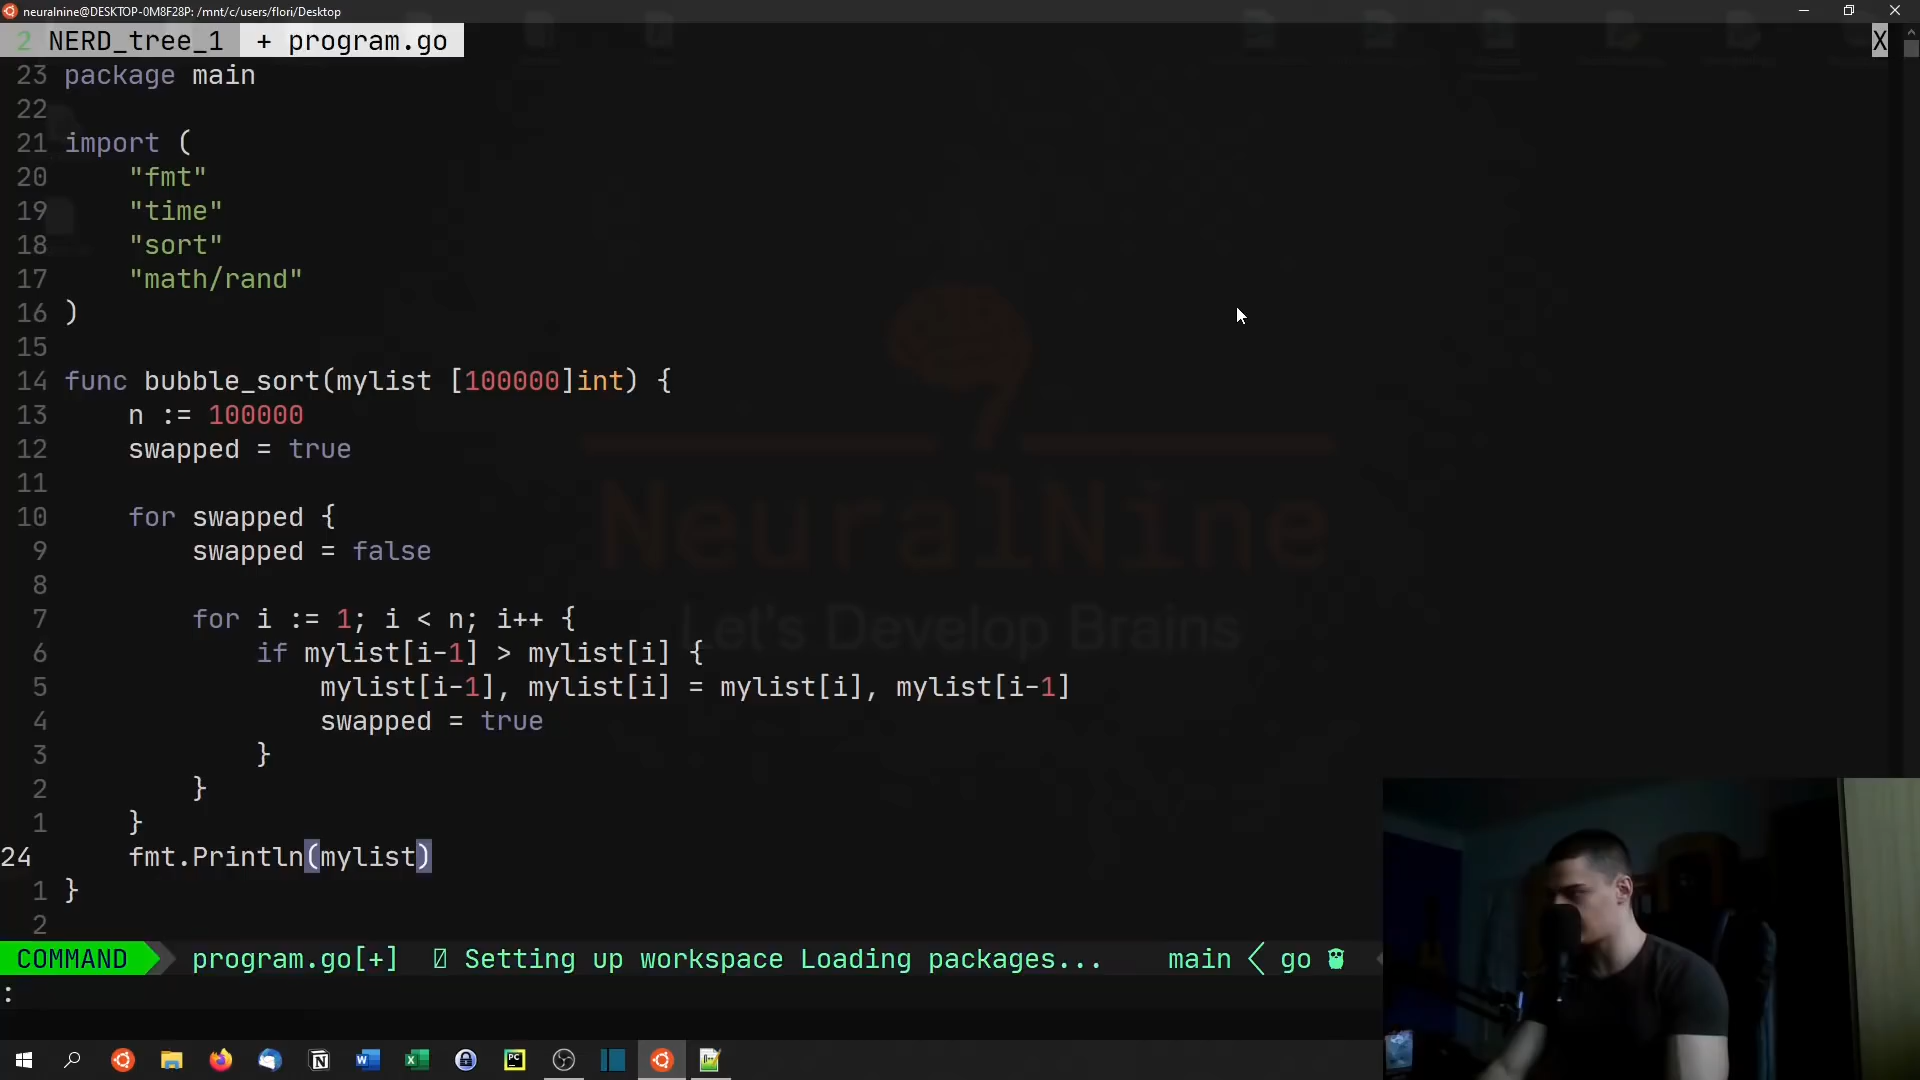 neuralnine@DESKTOP-0M8F28P: /mnt/c/users/flori/Desktop
2 NERD_tree_1 + program.go X
23 package main
22
21 import (
20 "fmt"
19 "time"
18 "sort"
17 "math/rand"
16 )
15
14 func bubble_sort(mylist [100000]int) {
13 n := 100000
12 swapped = true
11
10 for swapped {
9 swapped = false
8
7 for i := 1; i < n; i++ {
6 if mylist[i-1] > mylist[i] {
5 mylist[i-1], mylist[i] = mylist[i], mylist[i-1]
4 swapped = true
3 }
2 }
1 }
24 fmt.Println(mylist)
1 }
2
COMMAND program.go[+] Setting up workspace Loading packages... main < go
:
NeuralNine
Let's Develop Brains